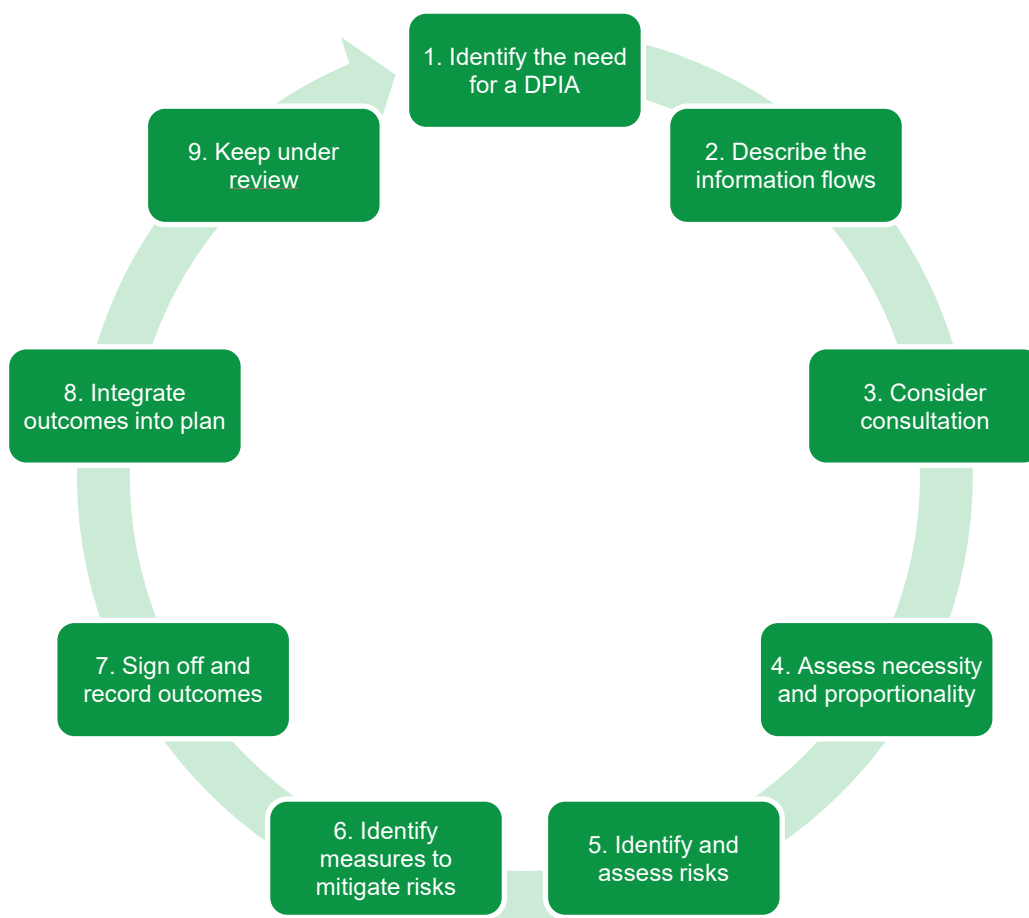 1. Identify the need
for a DPIA
2. Describe the
information flows
3. Consider
consultation
4. Assess necessity
and proportionality
5. Identify and
assess risks
6. Identify
measures to
mitigate risks
7. Sign off and
record outcomes
8. Integrate
outcomes into plan
9. Keep under
review